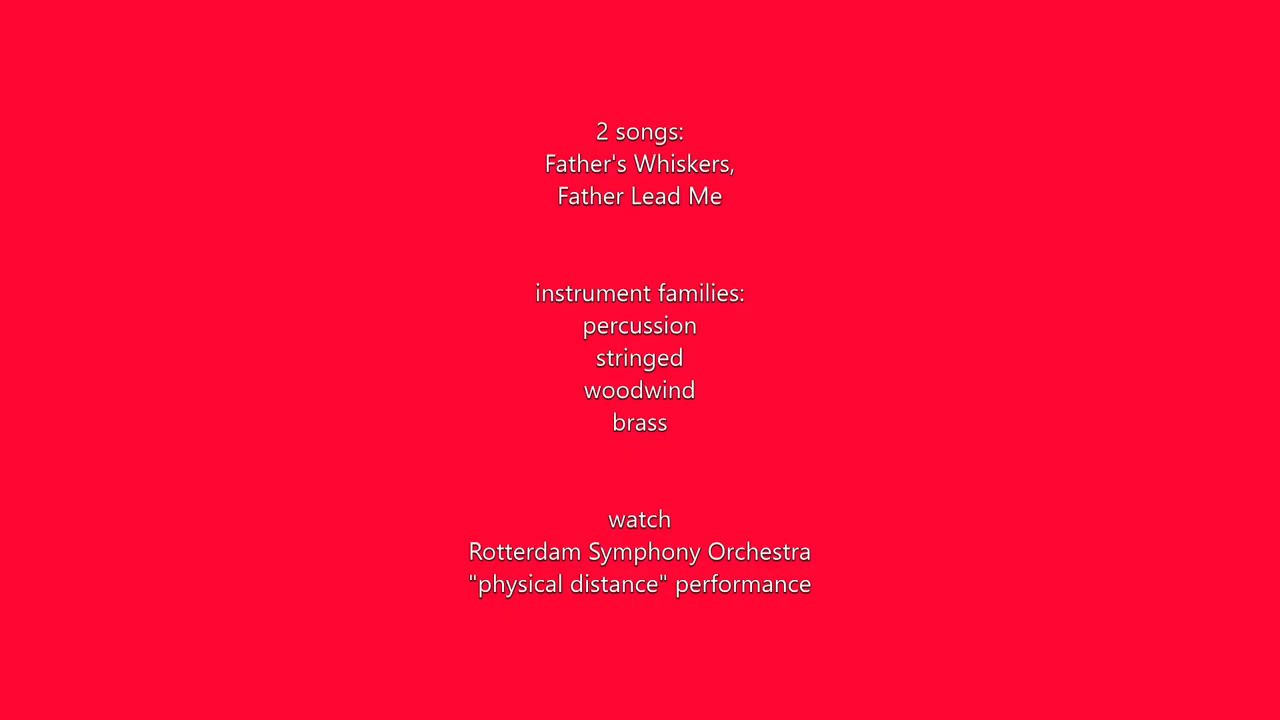 2 songs:
Father's Whiskers,
Father Lead Me
instrument families:
percussion
stringed
woodwind
brass
watch
Rotterdam Symphony Orchestra
"physical distance" performance